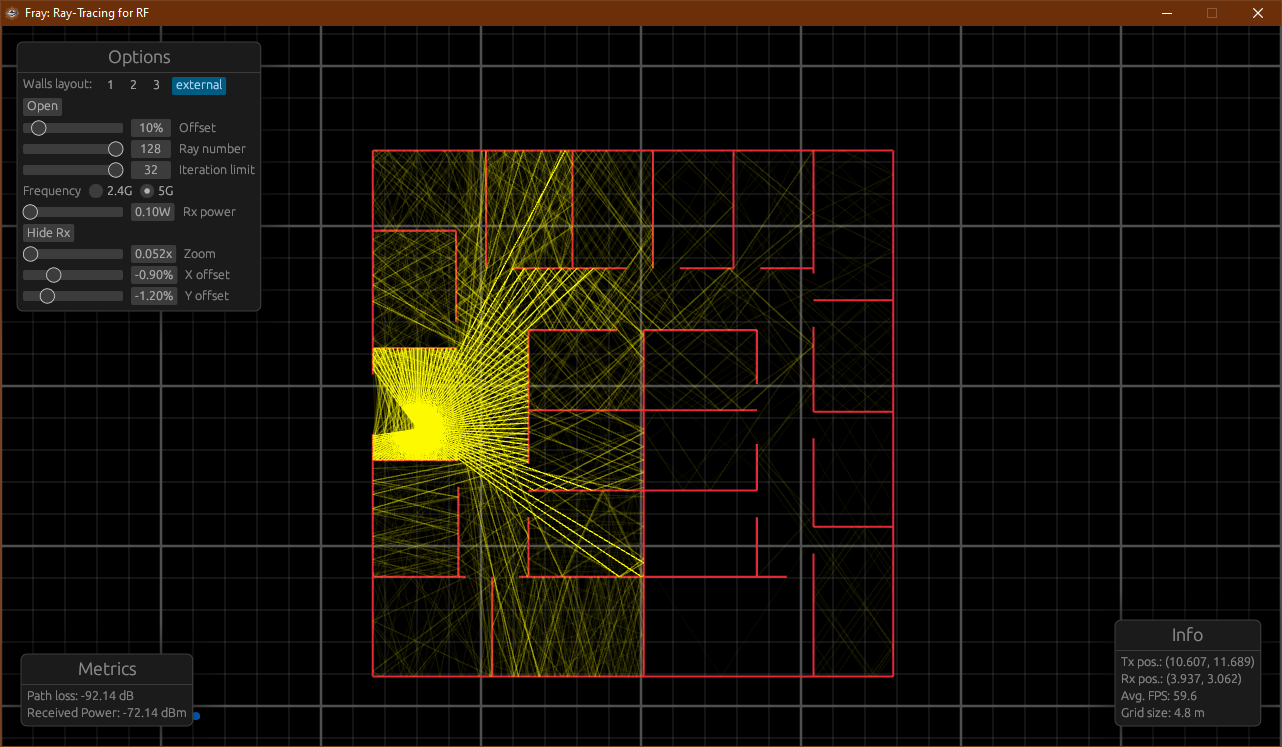 Fray: Ray-Tracing for RF
Options
Walls layout: 1 2 3 external
Open
10% Offset
128 Ray number
32 Iteration limit
Frequency 2.4G 5G
0.10W Rx power
Hide Rx
0.052x Zoom
-0.90% X offset
-1.20% Y offset
Metrics
Path loss: -92.14 dB
Received Power: -72.14 dBm
Info
Tx pos.: (10.607, 11.689)
Rx pos.: (3.937, 3.062)
Avg. FPS: 59.6
Grid size: 4.8 m